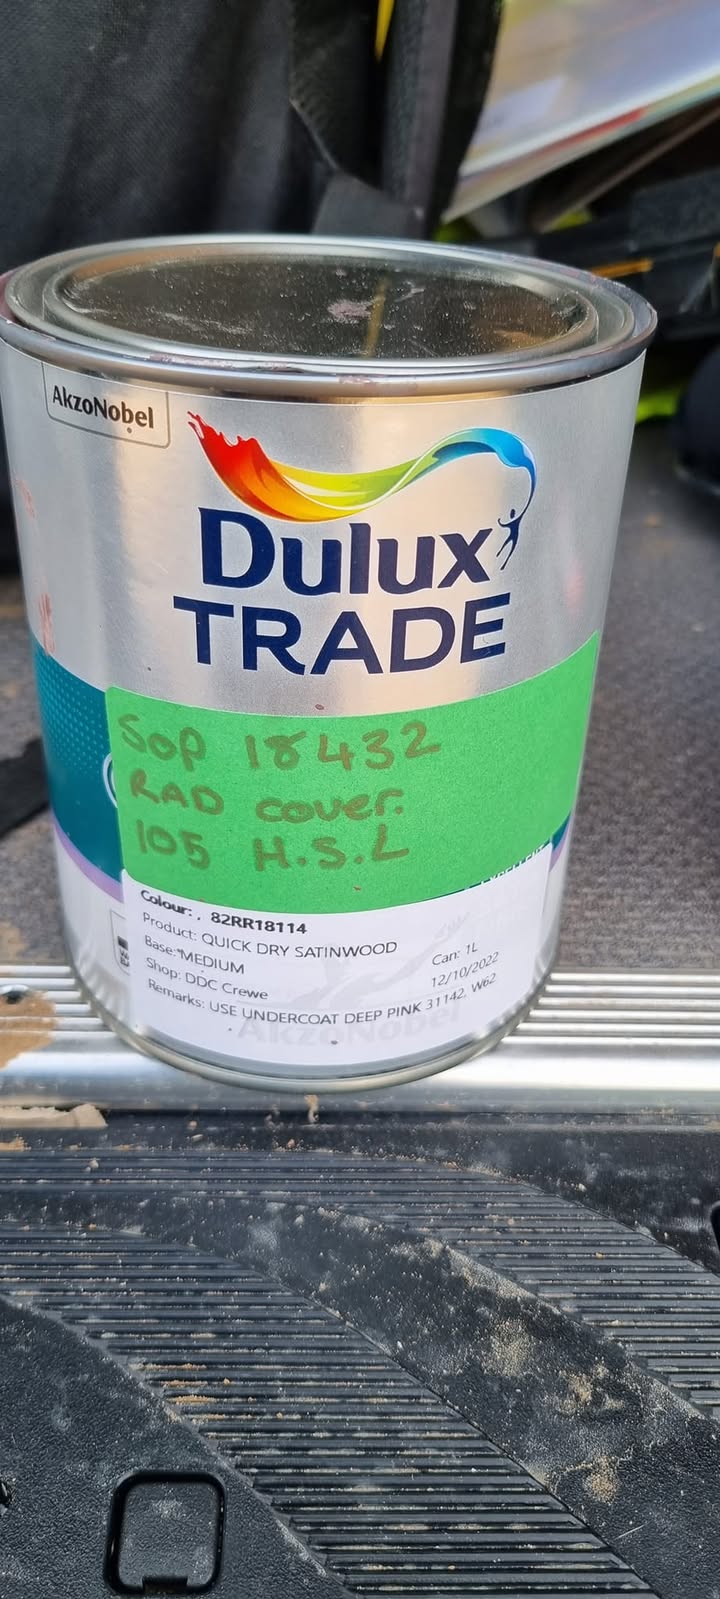 AkzoNobel
Dulux
TRADE
SOP 18432
RAD cover.
105 H.S.L
Colour: , 82RR18114
Product: QUICK DRY SATINWOOD
Base: MEDIUM
Can: 1L
Shop: DDC Crewe
12/10/2022
Remarks: USE UNDERCOAT DEEP PINK 31142, W62
AkzoNobel